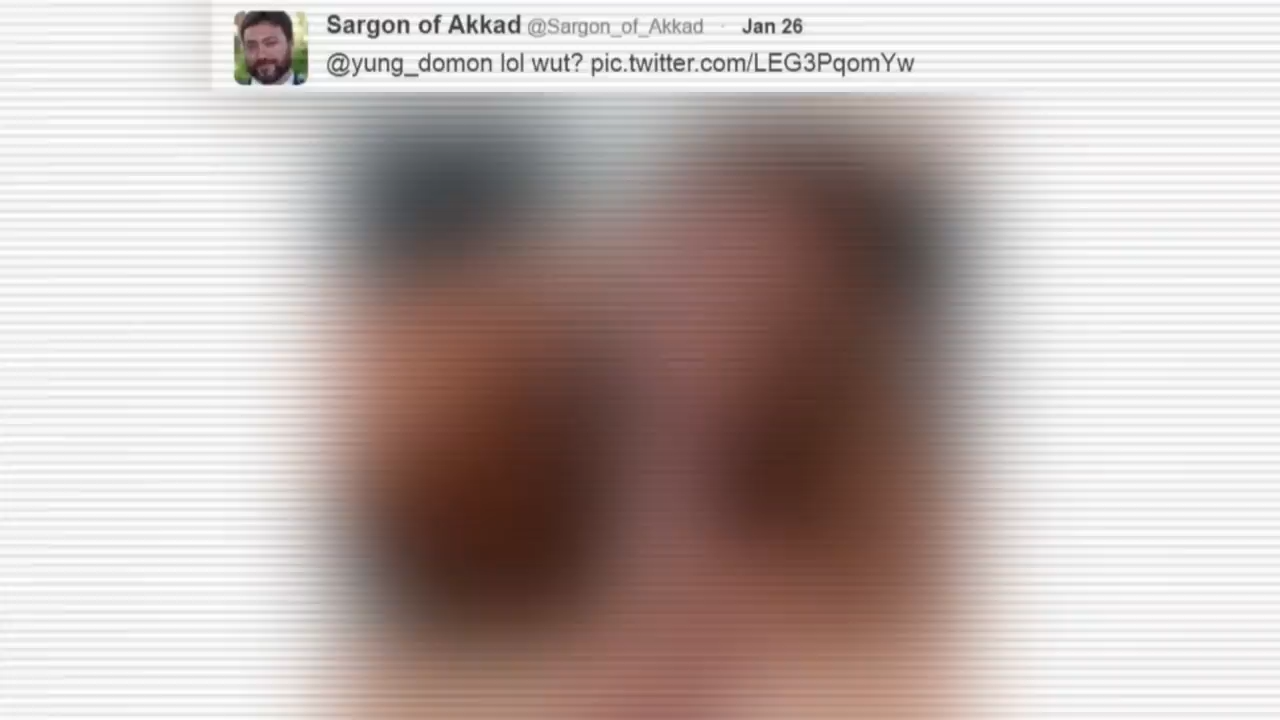 Sargon of Akkad @Sargon_of_Akkad · Jan 26
@yung_domon lol wut? pic.twitter.com/LEG3PqomYw